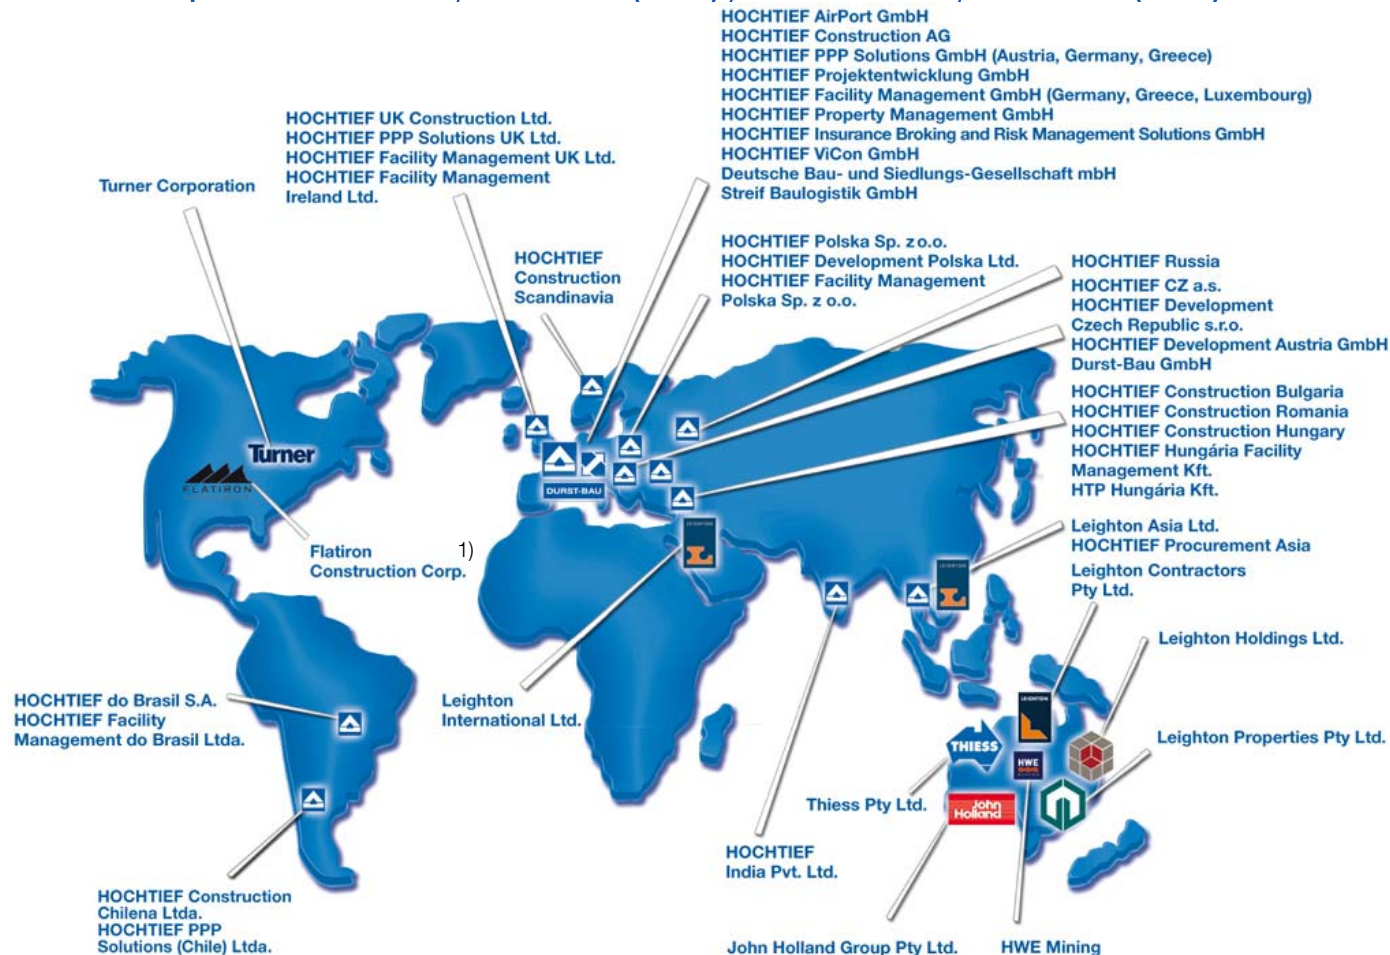 HOCHTIEF AirPort GmbH
HOCHTIEF Construction AG
HOCHTIEF PPP Solutions GmbH (Austria, Germany, Greece)
HOCHTIEF Projektentwicklung GmbH
HOCHTIEF Facility Management GmbH (Germany, Greece, Luxembourg)
HOCHTIEF Property Management GmbH
HOCHTIEF Insurance Broking and Risk Management Solutions GmbH
HOCHTIEF ViCon GmbH
Deutsche Bau- und Siedlungs-Gesellschaft mbH
Streif Baulogistik GmbH
HOCHTIEF UK Construction Ltd.
HOCHTIEF PPP Solutions UK Ltd.
HOCHTIEF Facility Management UK Ltd.
HOCHTIEF Facility Management
Ireland Ltd.
Turner Corporation
HOCHTIEF
Construction
Scandinavia
HOCHTIEF Polska Sp. z o.o.
HOCHTIEF Development Polska Ltd.
HOCHTIEF Facility Management
Polska Sp. z o.o.
HOCHTIEF Russia
HOCHTIEF CZ a.s.
HOCHTIEF Development
Czech Republic s.r.o.
HOCHTIEF Development Austria GmbH
Durst-Bau GmbH
HOCHTIEF Construction Bulgaria
HOCHTIEF Construction Romania
HOCHTIEF Construction Hungary
HOCHTIEF Hungária Facility
Management Kft.
HTP Hungária Kft.
Turner
FLATIRON
DURST-BAU
Flatiron
Construction Corp.
1)
LEIGHTON
Leighton Asia Ltd.
HOCHTIEF Procurement Asia
LEIGHTON
Leighton Contractors
Pty Ltd.
Leighton Holdings Ltd.
HOCHTIEF do Brasil S.A.
HOCHTIEF Facility
Management do Brasil Ltda.
Leighton
International Ltd.
LEIGHTON
THIESS
HWE
MINING
John
Holland
Leighton Properties Pty Ltd.
Thiess Pty Ltd.
HOCHTIEF
India Pvt. Ltd.
HOCHTIEF Construction
Chilena Ltda.
HOCHTIEF PPP
Solutions (Chile) Ltda.
John Holland Group Pty Ltd.
HWE Mining